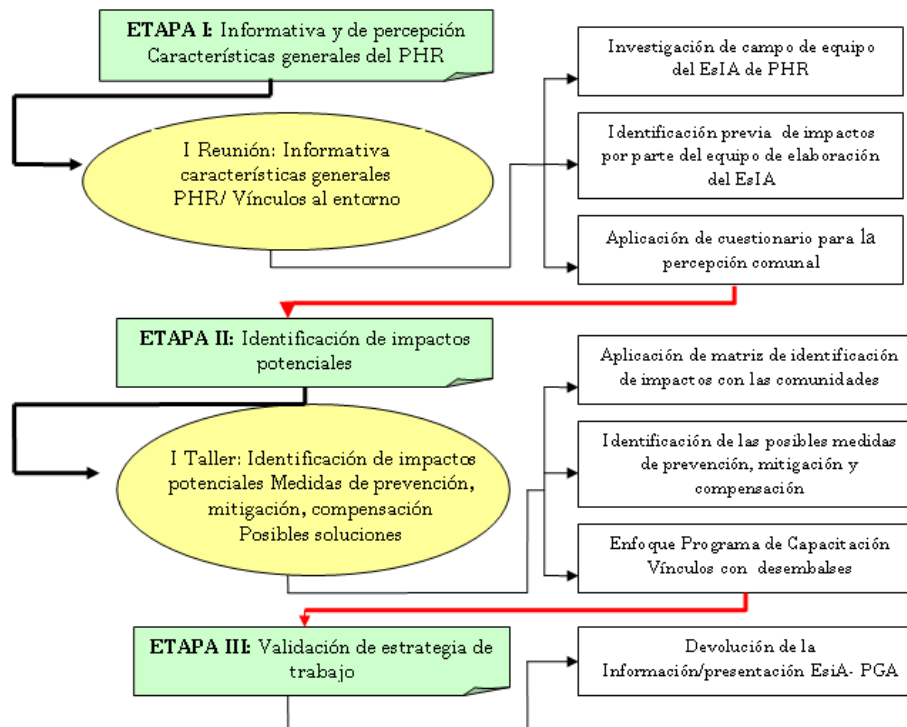 ETAPA I: Informativa y de percepción
Características generales del PHR
I Reunión: Informativa
características generales
PHR/ Vínculos al entorno
Investigación de campo de equipo
del EsIA de PHR
Identificación previa de impactos
por parte del equipo de elaboración
del EsIA
Aplicación de cuestionario para la
percepción comunal
ETAPA II: Identificación de impactos
potenciales
I Taller: Identificación de impactos
potenciales Medidas de prevención,
mitigación, compensación
Posibles soluciones
Aplicación de matriz de identificación
de impactos con las comunidades
Identificación de las posibles medidas
de prevención, mitigación y
compensación
Enfoque Programa de Capacitación
Vínculos con desembalses
ETAPA III: Validación de estrategia de
trabajo
Devolución de la
Información/presentación EsiA- PGA